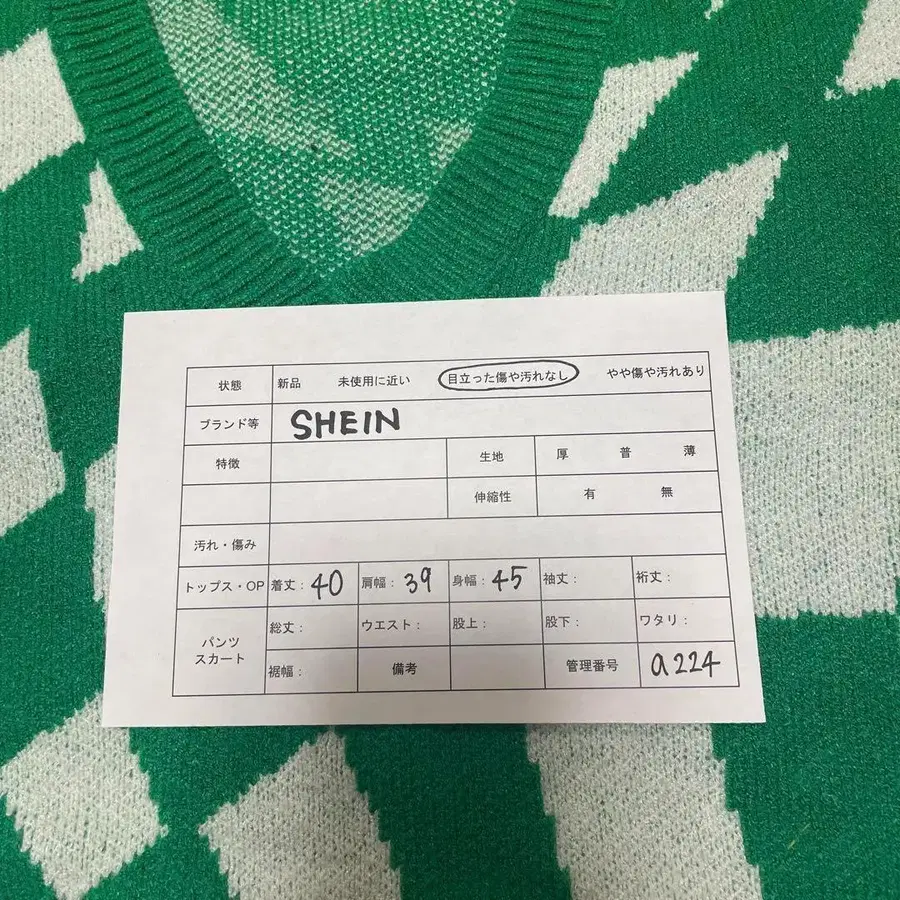 状態 新品 未使用に近い 目立った傷や汚れなし やや傷や汚れあり
ブランド等 SHEIN
特徴 生地 厚 普 薄
伸縮性 有 無
汚れ・傷み
トップス・OP 着丈： 40 肩幅： 39 身幅： 45 袖丈： 裄丈：
パンツ スカート 総丈： ウエスト： 股上： 股下： ワタリ：
裾幅： 備考 管理番号 a224